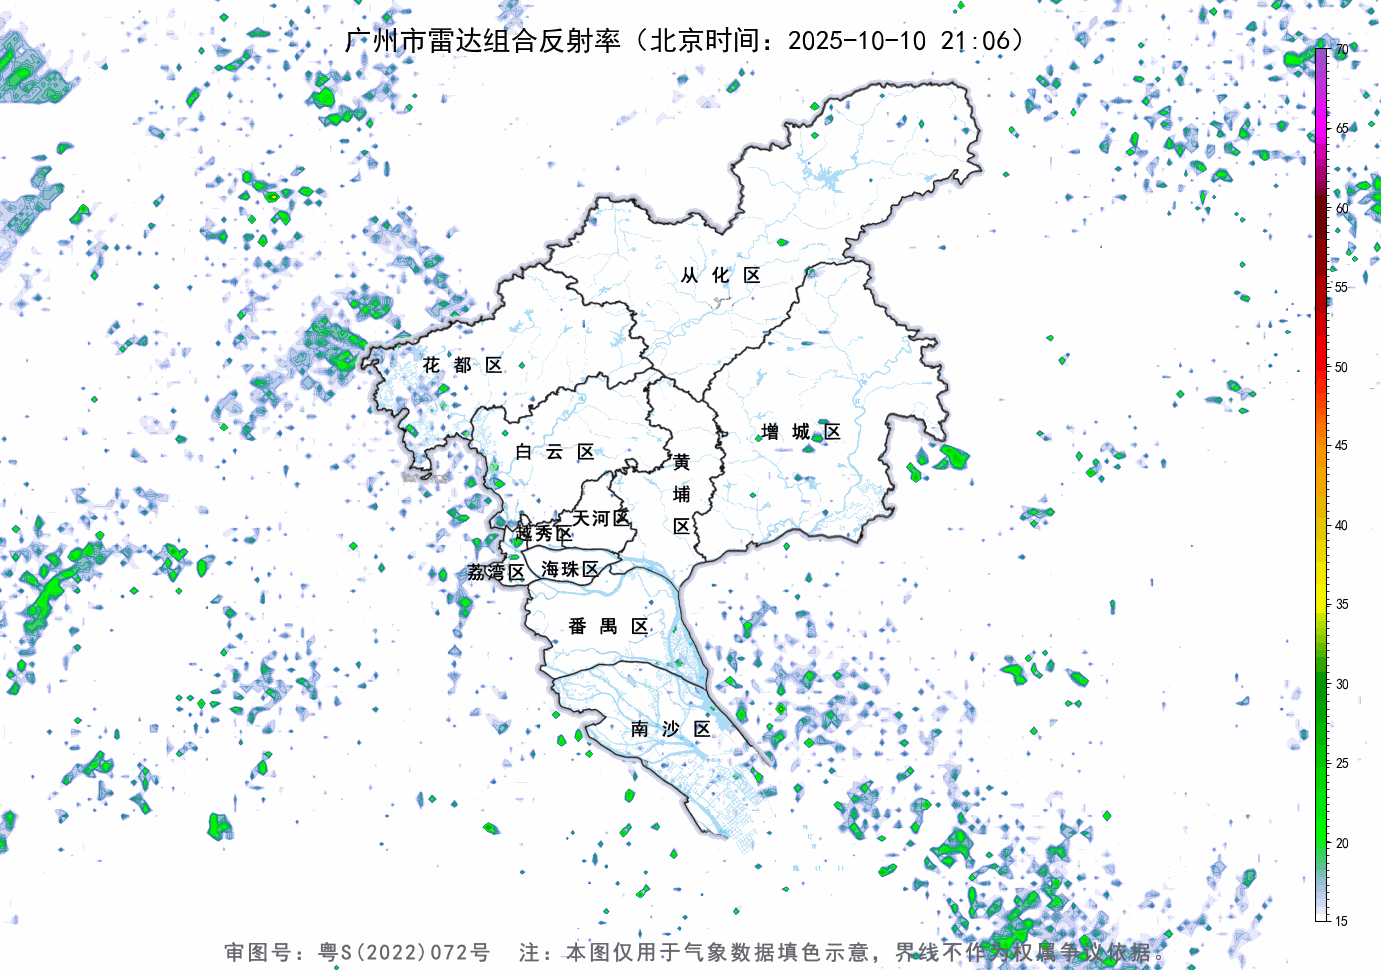 广州市雷达组合反射率（北京时间：2025-10-10 21:06）
70
65
60
55
50
45
40
35
30
25
20
15
从化区
花都区
增城区
白云区
黄埔区
天河区
越秀区
海珠区
荔湾区
番禺区
南沙区
审图号：粤S(2022)072号 注：本图仅用于气象数据填色示意，界线不作为权属争议依据。